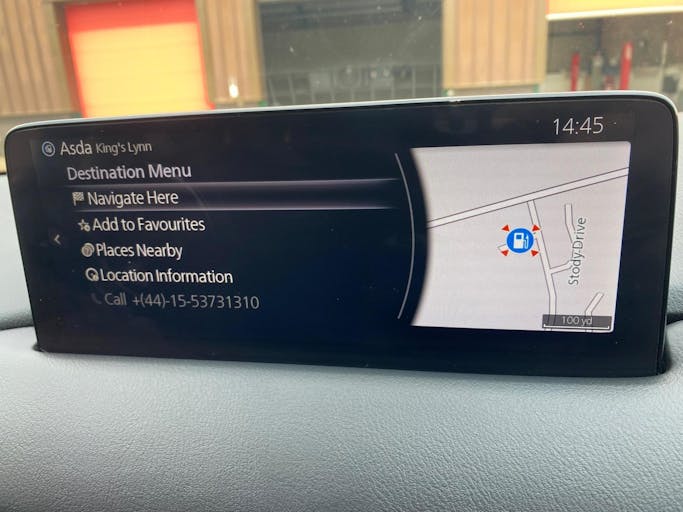 Asda King's Lynn
14:45
Destination Menu
Navigate Here
Add to Favourites
Places Nearby
Location Information
Call +(44)-15-53731310
Stody Drive
100 yd